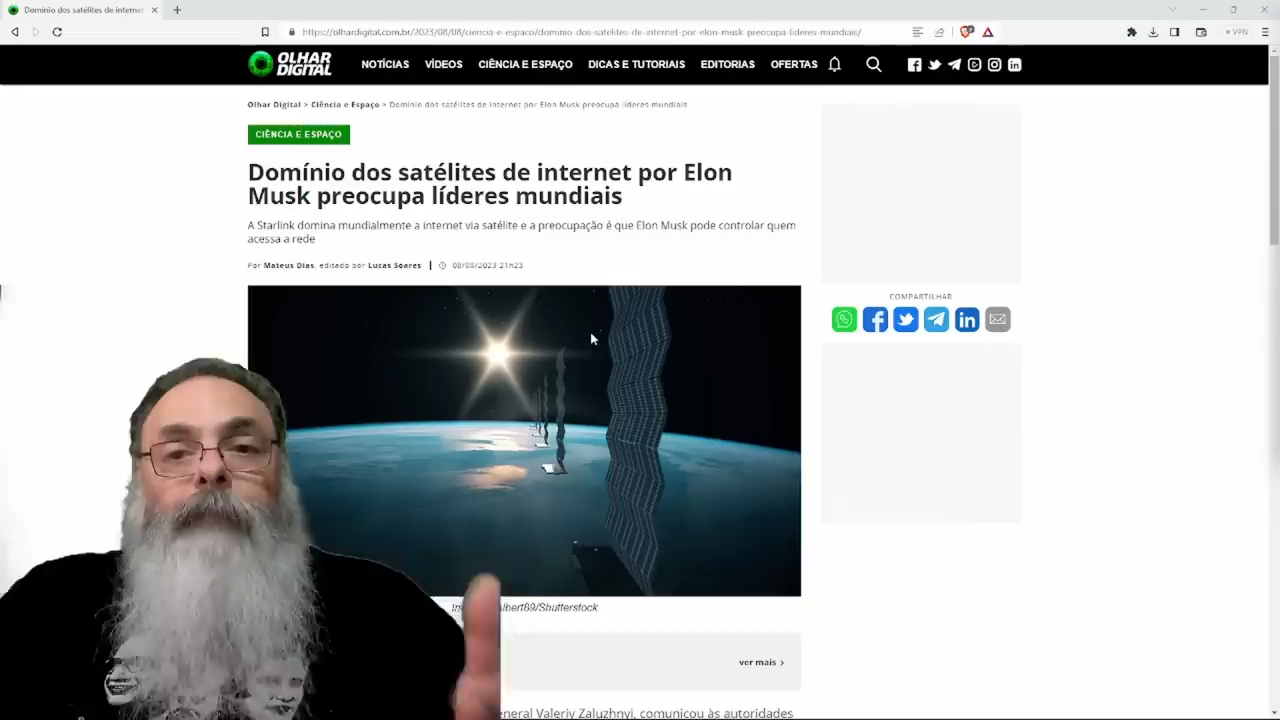 Domínio dos satélites de internet
https://olhardigital.com.br/2023/08/08/ciencia-e-espaco/dominio-dos-satelites-de-internet-por-elon-musk-preocupa-lideres-mundiais/
VPN
OLHAR
DIGITAL
NOTÍCIAS VÍDEOS CIÊNCIA E ESPAÇO DICAS E TUTORIAIS EDITORIAS OFERTAS
Olhar Digital > Ciência e Espaço > Domínio dos satélites de internet por Elon Musk preocupa líderes mundiais
CIÊNCIA E ESPAÇO
Domínio dos satélites de internet por Elon
Musk preocupa líderes mundiais
A Starlink domina mundialmente a internet via satélite e a preocupação é que Elon Musk pode controlar quem
acessa a rede
Por Mateus Dias, editado por Lucas Soares | 08/08/2023 21h23
COMPARTILHAR
lbert89/Shutterstock
ver mais >
eneral Valeriy Zaluzhnyi, comunicou às autoridades